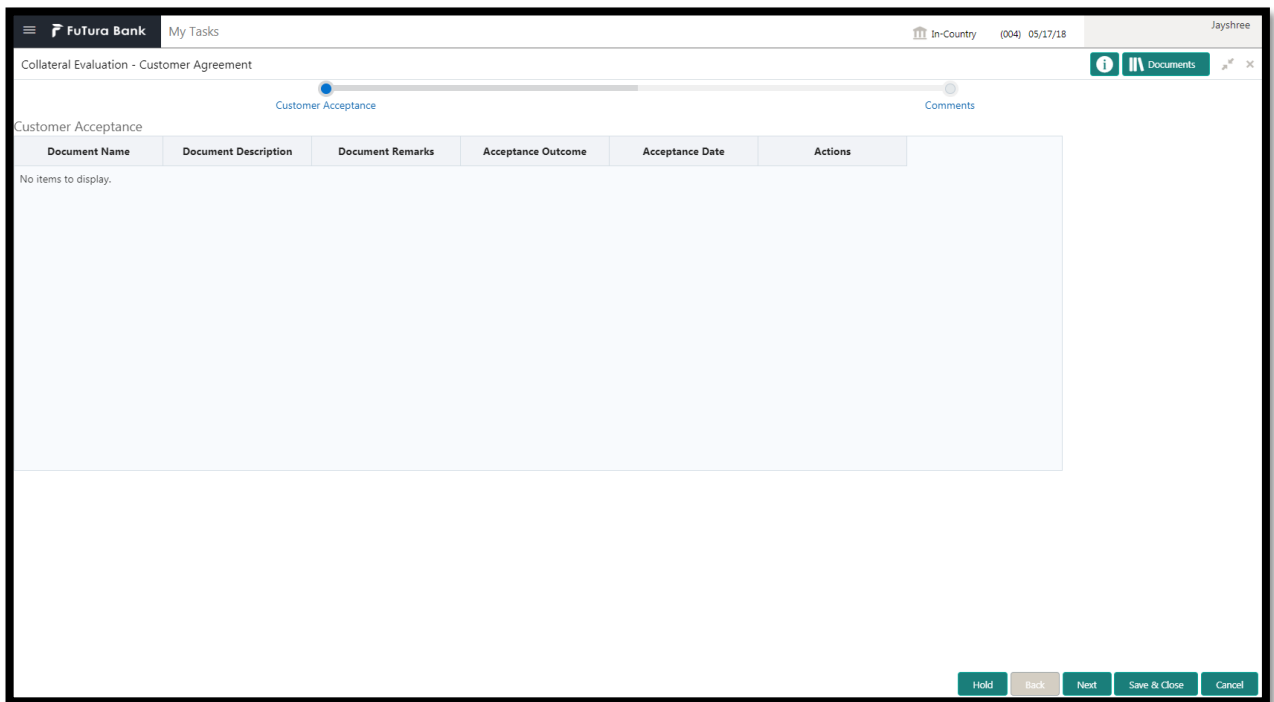 FuTura Bank My Tasks In-Country (004) 05/17/18 Jayshree
Collateral Evaluation - Customer Agreement i Documents
Customer Acceptance Comments
Customer Acceptance
Document Name Document Description Document Remarks Acceptance Outcome Acceptance Date Actions
No items to display.
Hold Back Next Save & Close Cancel